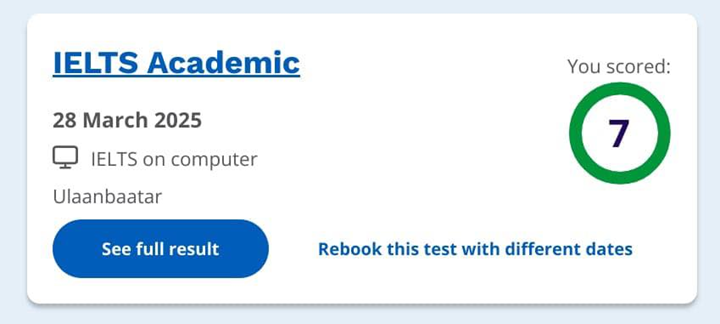 IELTS Academic
You scored:
7
28 March 2025
IELTS on computer
Ulaanbaatar
See full result
Rebook this test with different dates